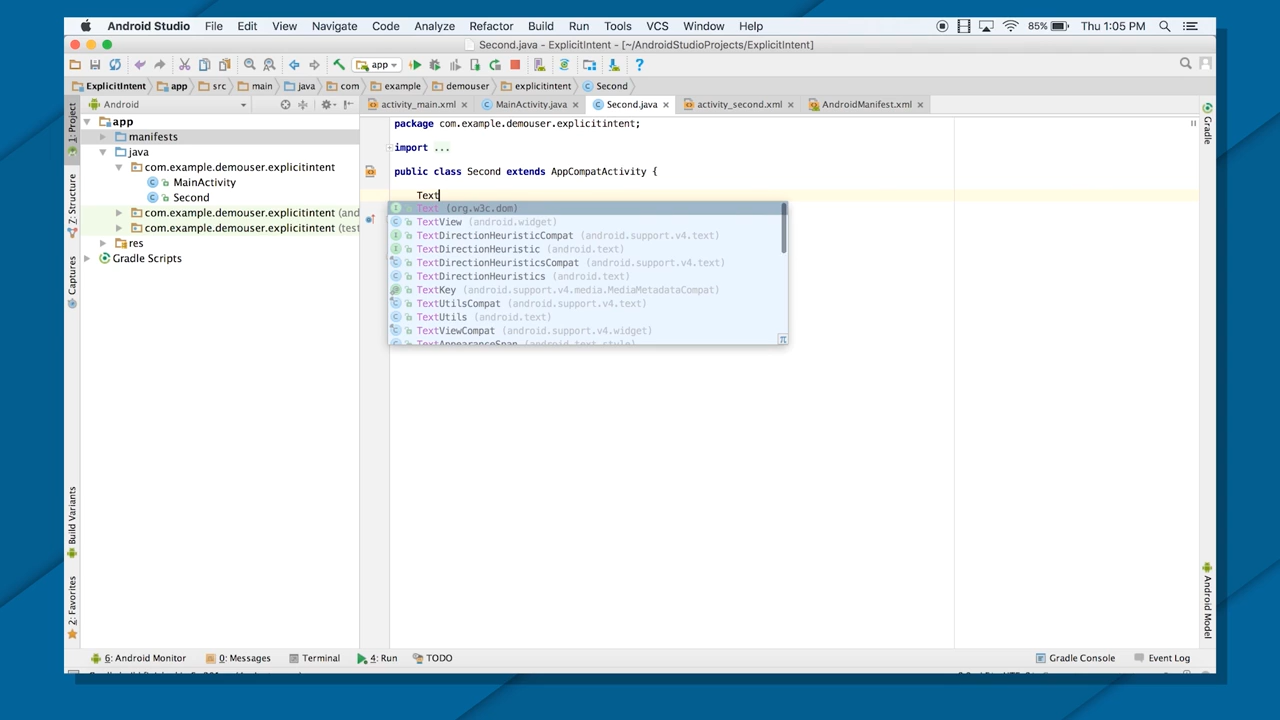 Android Studio File Edit View Navigate Code Analyze Refactor Build Run Tools VCS Window Help 85% Thu 1:05 PM
Second.java - ExplicitIntent - [~/AndroidStudioProjects/ExplicitIntent]
app
ExplicitIntent app src main java com example demouser explicitintent Second
Android activity_main.xml MainActivity.java Second.java activity_second.xml AndroidManifest.xml
1: Project
Z: Structure
Captures
Build Variants
2: Favorites
app
manifests
java
com.example.demouser.explicitintent
MainActivity
Second
com.example.demouser.explicitintent (and
com.example.demouser.explicitintent (test
res
Gradle Scripts
package com.example.demouser.explicitintent;
import ...
public class Second extends AppCompatActivity {
Text
Text (org.w3c.dom)
TextView (android.widget)
TextDirectionHeuristicCompat (android.support.v4.text)
TextDirectionHeuristic (android.text)
TextDirectionHeuristicsCompat (android.support.v4.text)
TextDirectionHeuristics (android.text)
TextKey (android.support.v4.media.MediaMetadataCompat)
TextUtilsCompat (android.support.v4.text)
TextUtils (android.text)
TextViewCompat (android.support.v4.widget)
TextAppearanceSpan (android.text.style)
π
Gradle
Android Model
6: Android Monitor 0: Messages Terminal 4: Run TODO Gradle Console Event Log